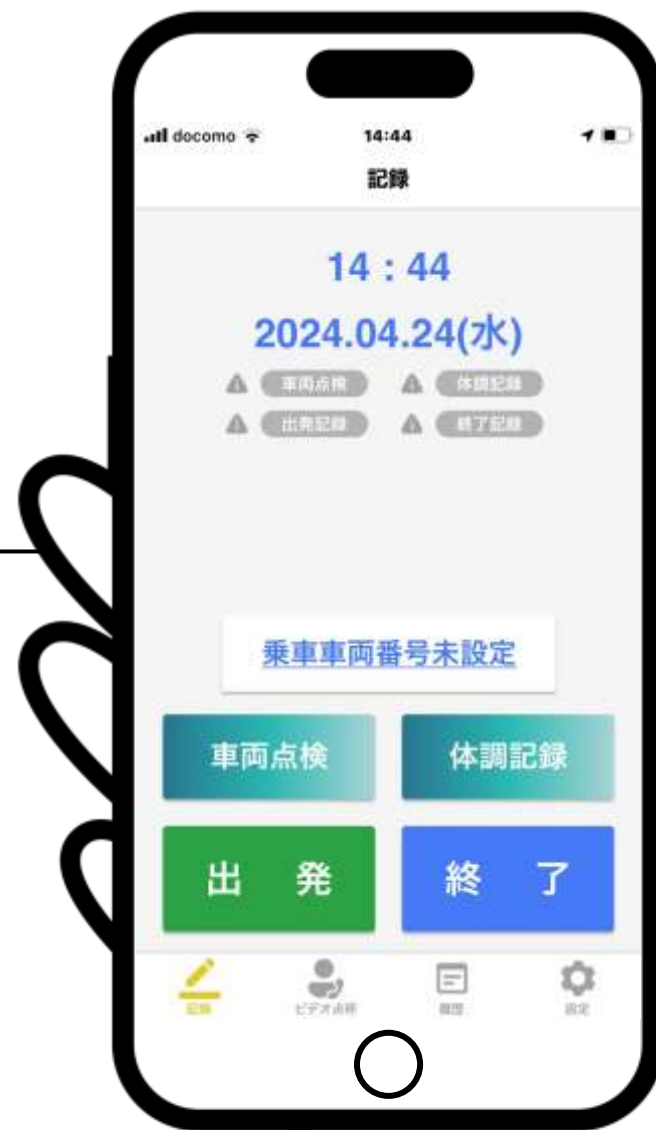 docomo 14:44
記録
14 : 44
2024.04.24(水)
車両点検 体調記録
出発記録 終了記録
乗車車両番号未設定
車両点検 体調記録
出 発 終 了
記録 ビデオ点呼 履歴 設定